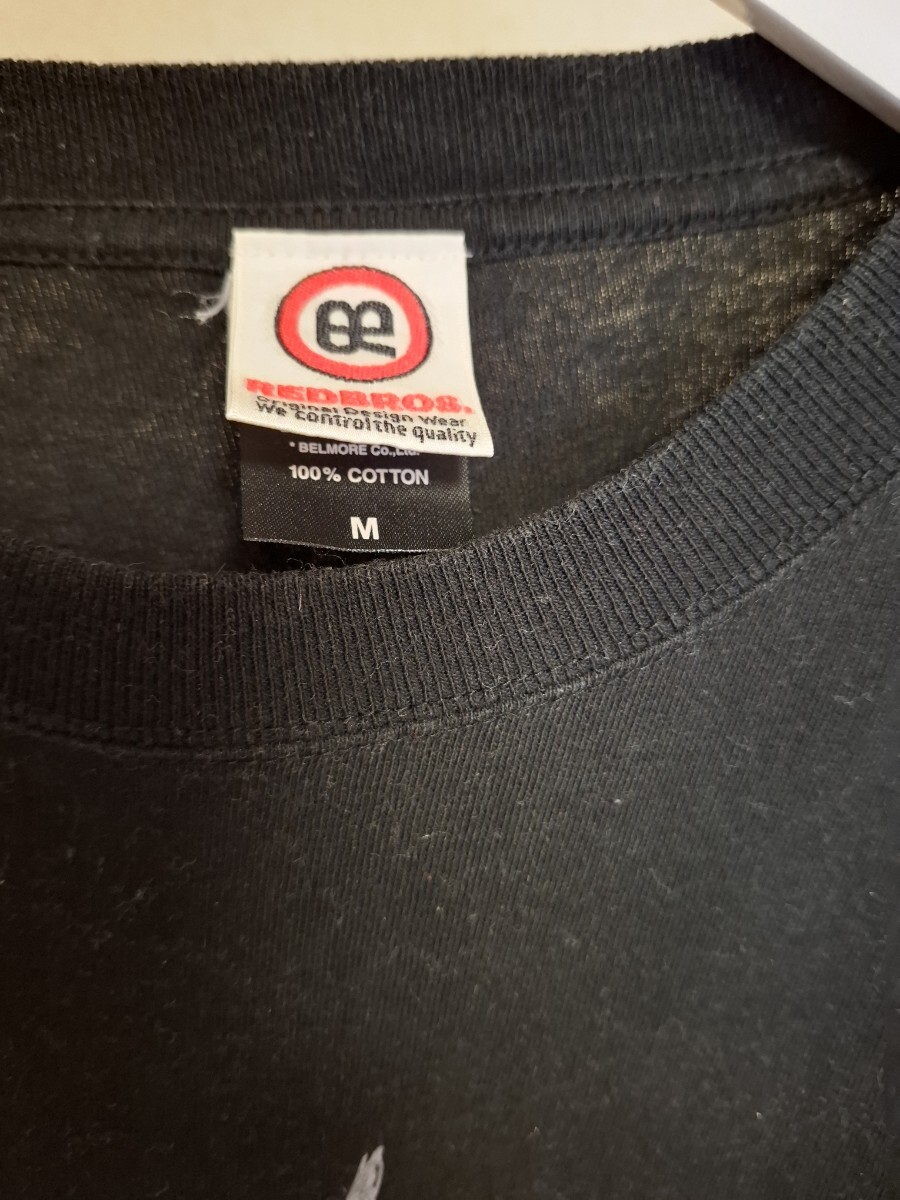 REDBROS.
Original Design Wear
We control the quality
* BELMORE Co.,Ltd.
100% COTTON
M